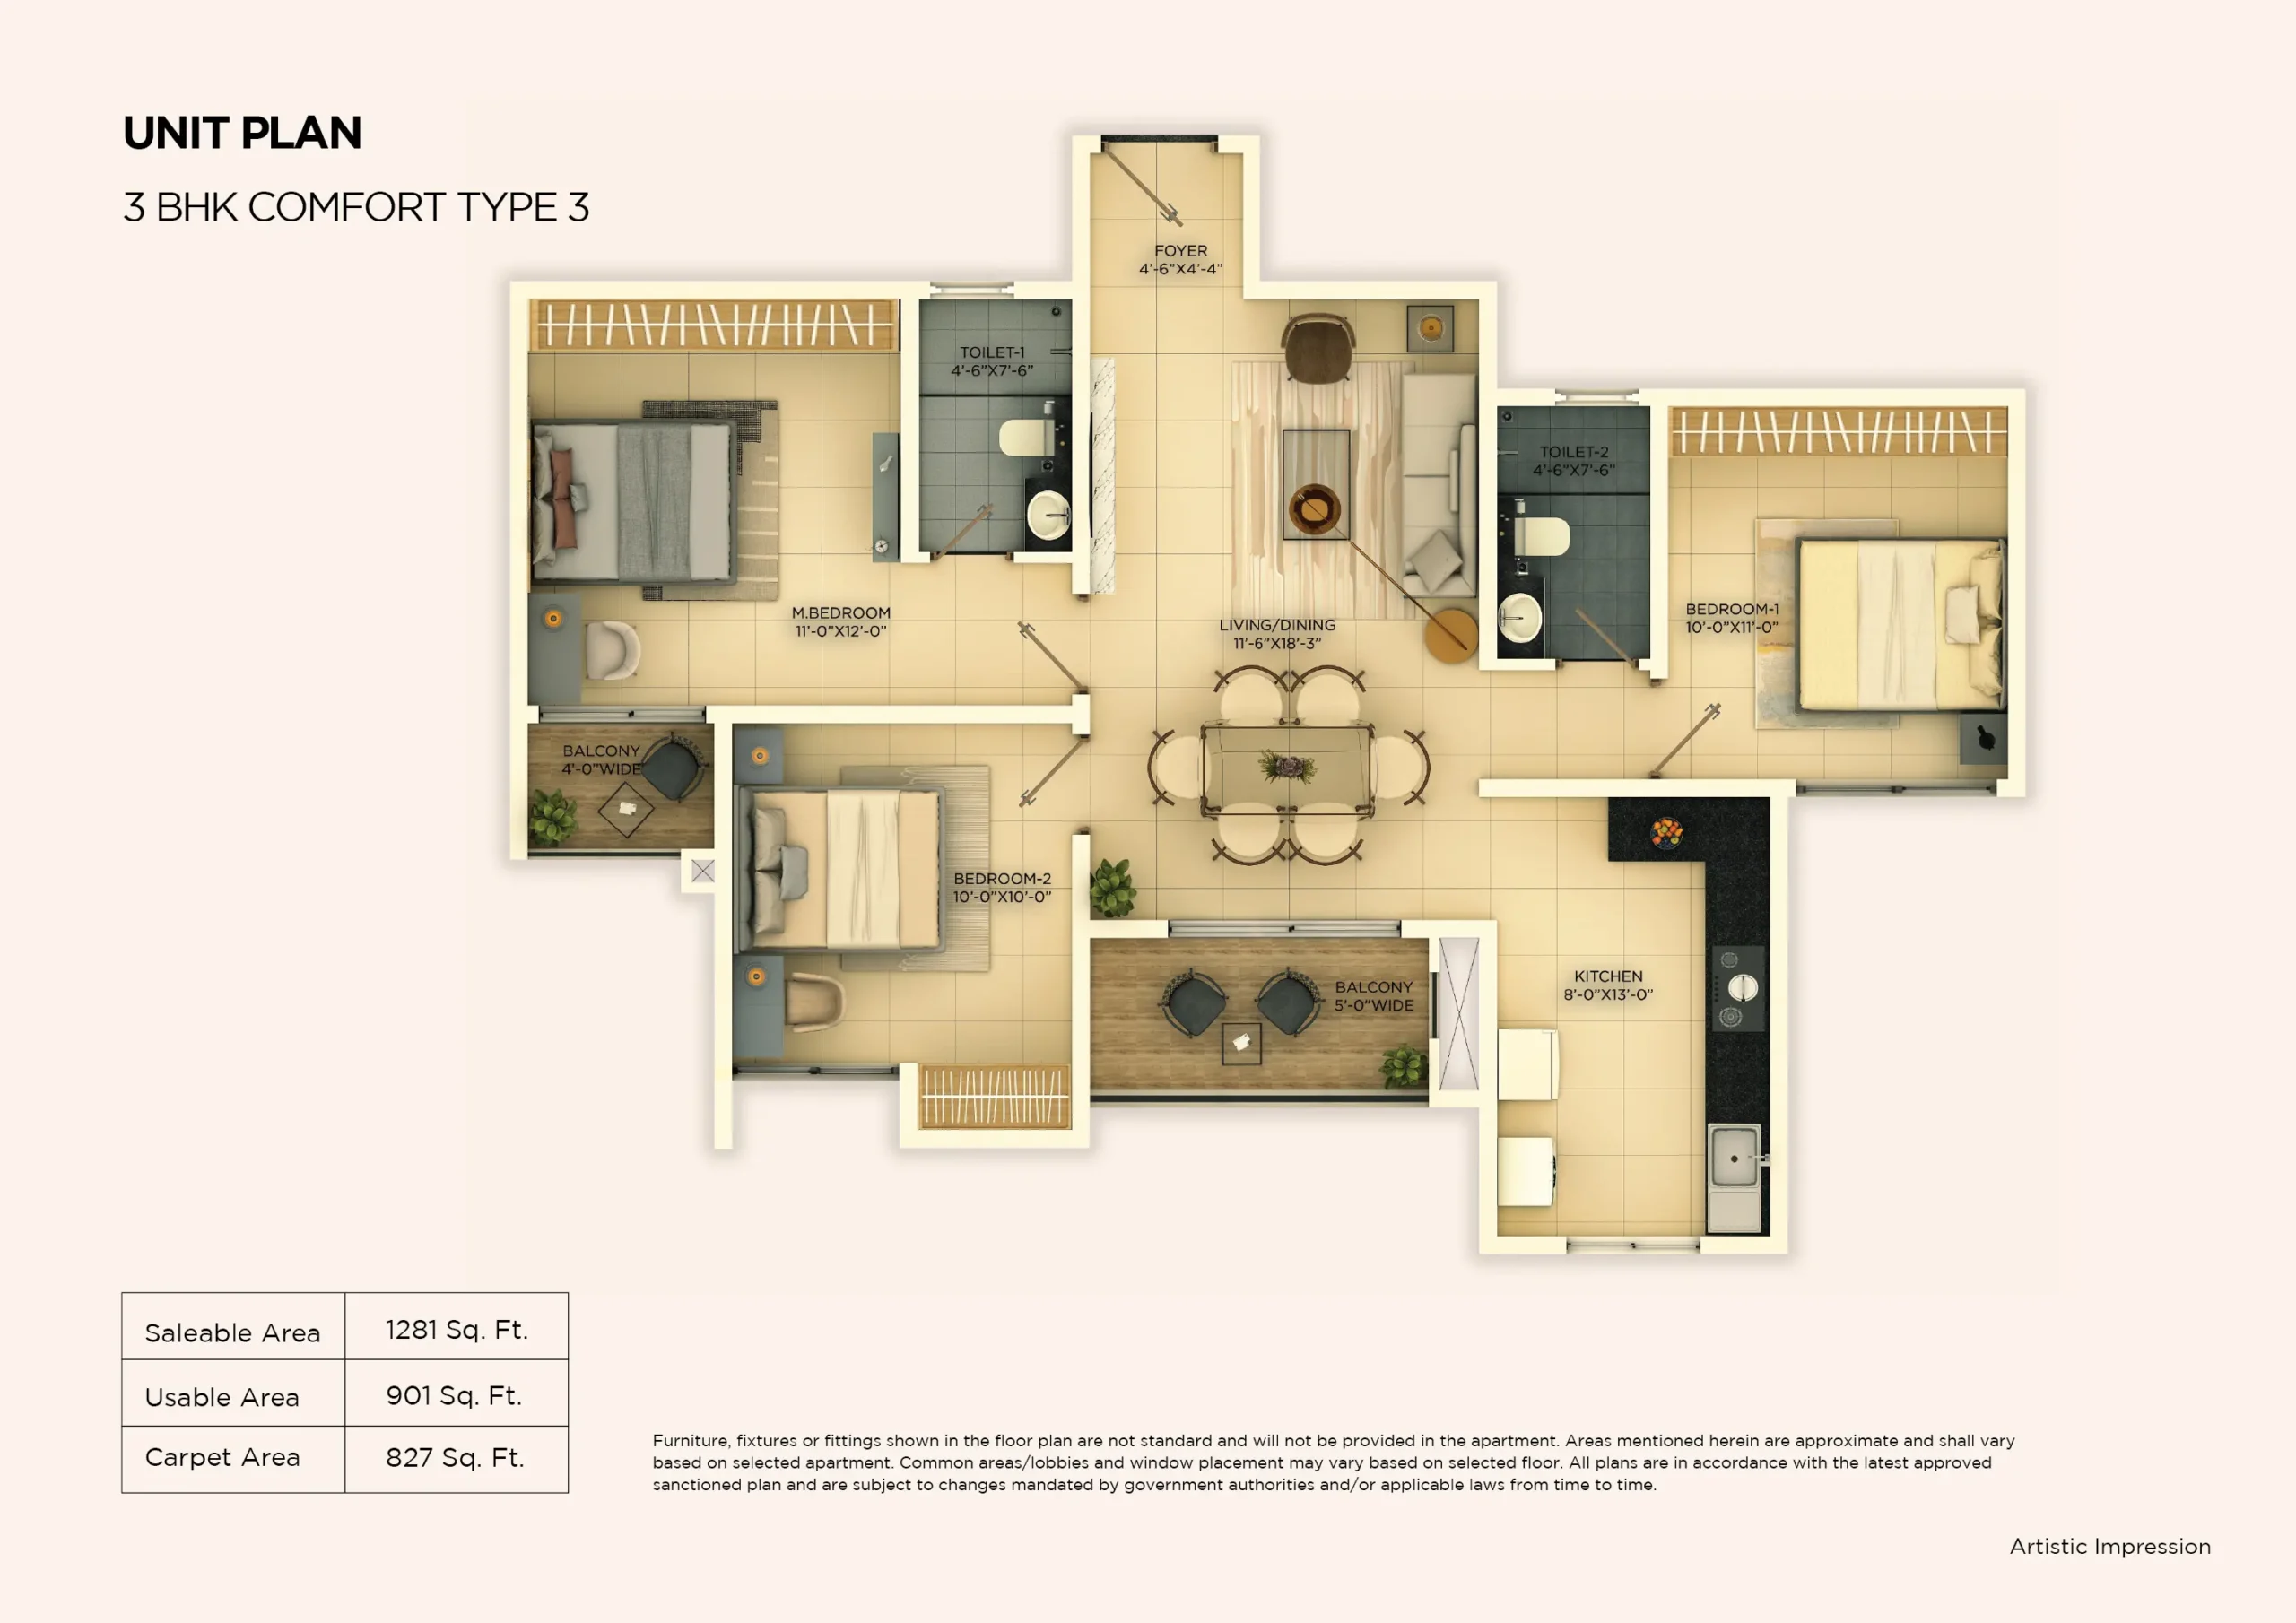 UNIT PLAN
3 BHK COMFORT TYPE 3
FOYER
4'-6"X4'-4"
TOILET-1
4'-6"X7'-6"
TOILET-2
4'-6"X7'-6"
M.BEDROOM
11'-0"X12'-0"
LIVING/DINING
11'-6"X18'-3"
BEDROOM-1
10'-0"X11'-0"
BALCONY
4'-0"WIDE
BEDROOM-2
10'-0"X10'-0"
BALCONY
5'-0"WIDE
KITCHEN
8'-0"X13'-0"
Saleable Area 1281 Sq. Ft.
Usable Area 901 Sq. Ft.
Carpet Area 827 Sq. Ft.
Furniture, fixtures or fittings shown in the floor plan are not standard and will not be provided in the apartment. Areas mentioned herein are approximate and shall vary
based on selected apartment. Common areas/lobbies and window placement may vary based on selected floor. All plans are in accordance with the latest approved
sanctioned plan and are subject to changes mandated by government authorities and/or applicable laws from time to time.
Artistic Impression